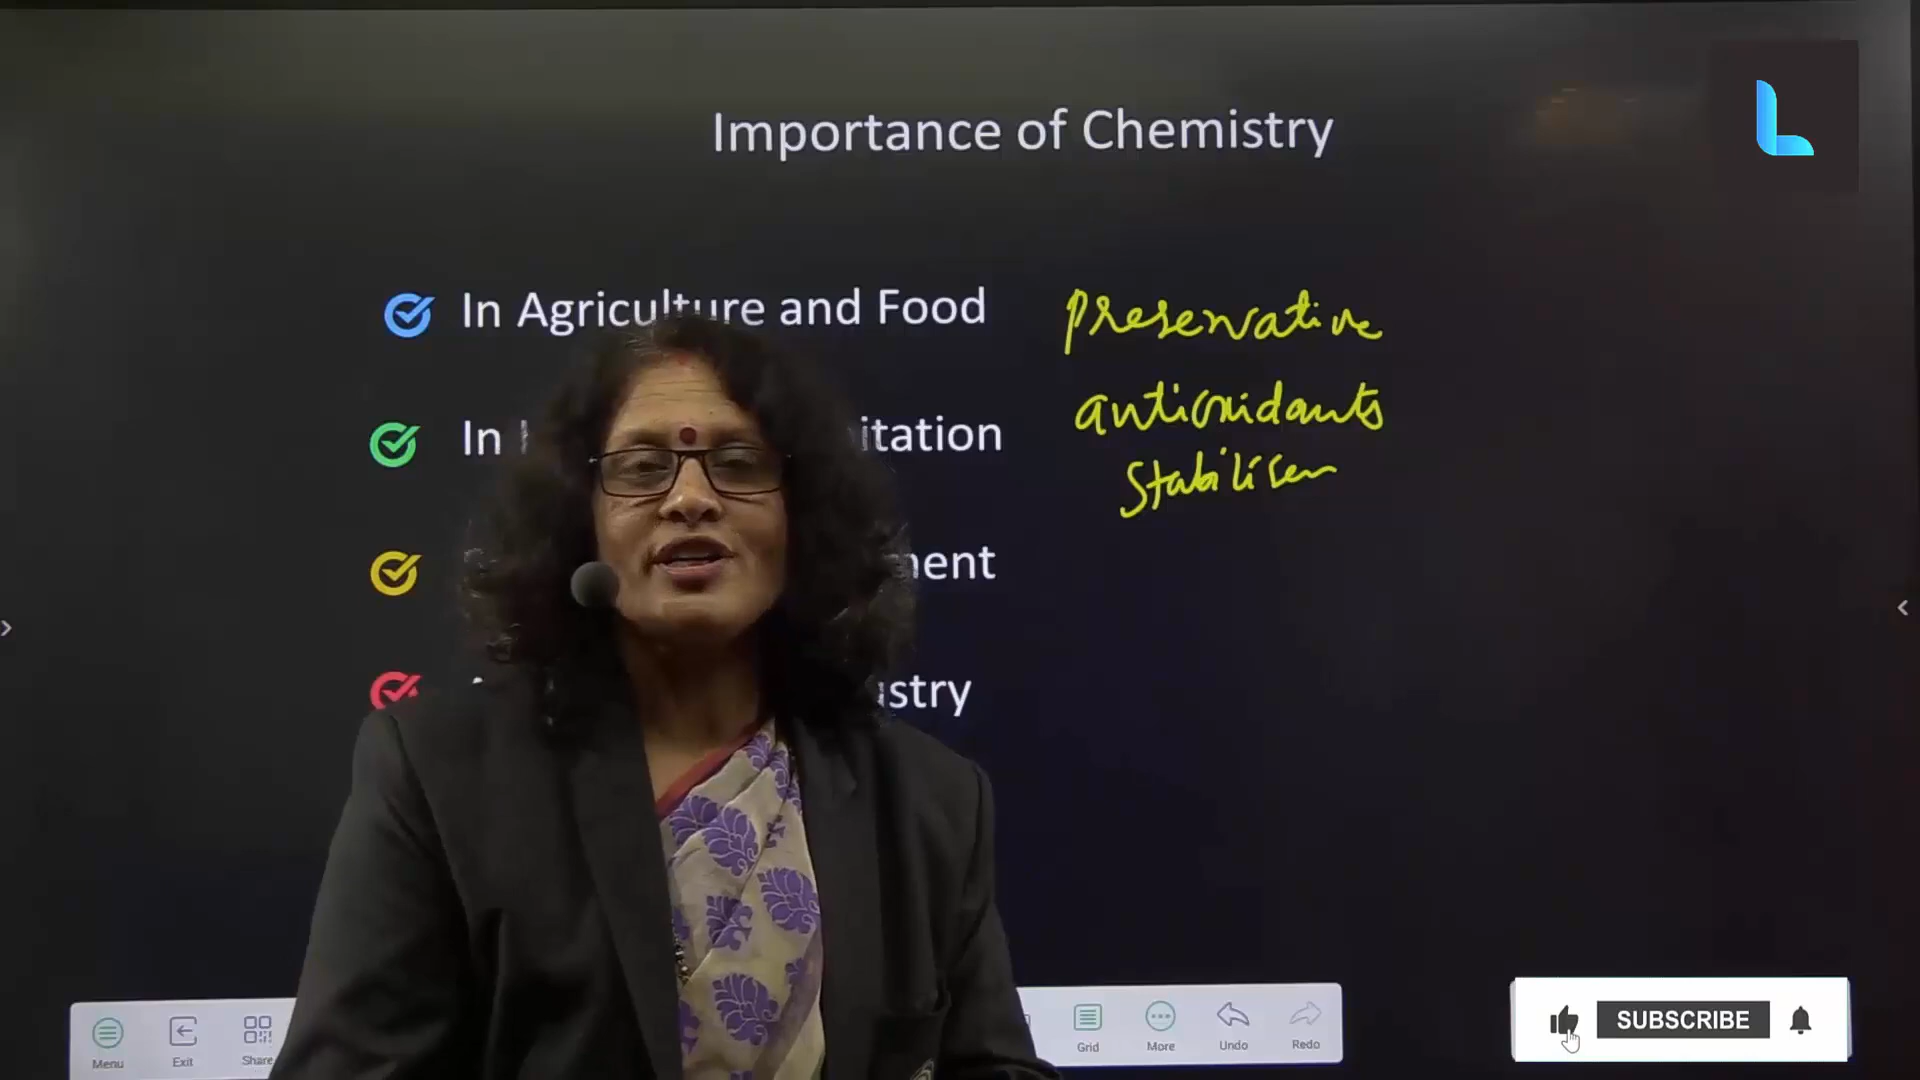 Importance of Chemistry
In Agriculture and Food
preservative
In
itation
antioxidants
stabiliser
ment
stry
Menu
Exit
Share
Grid
More
Undo
Redo
SUBSCRIBE